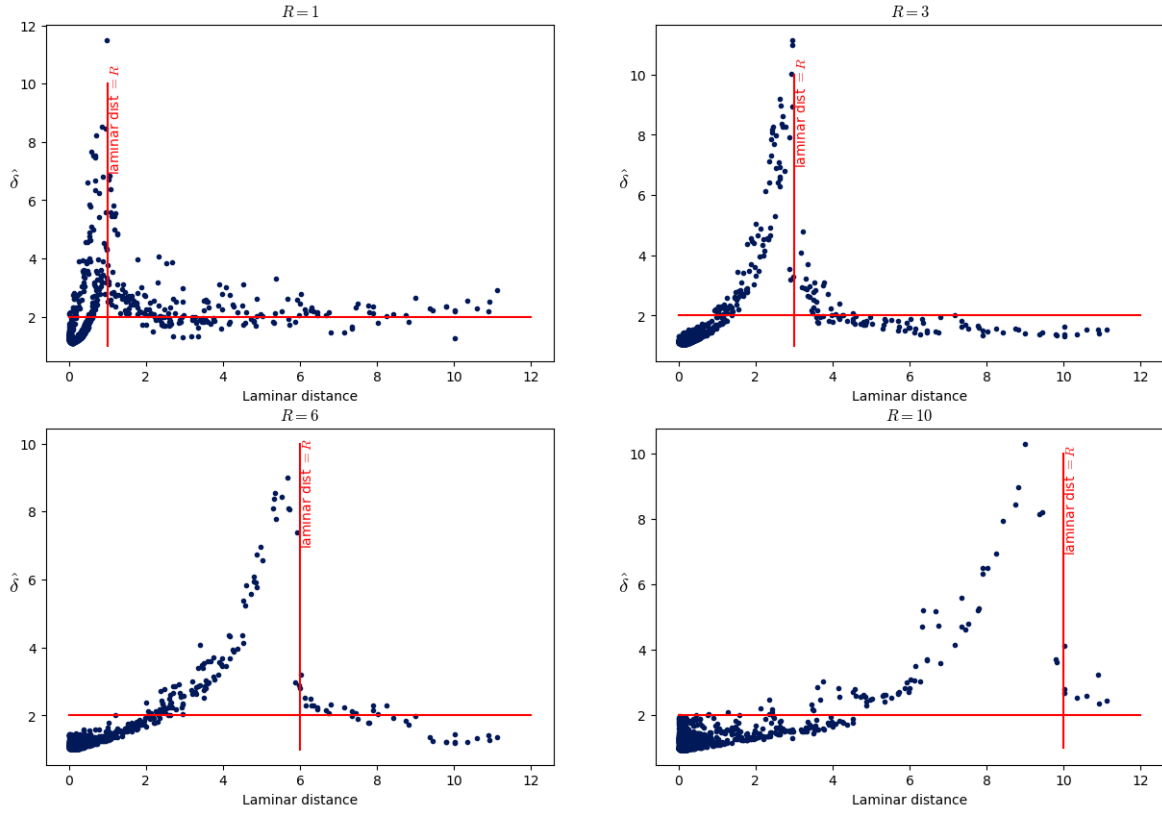 R = 1
12
10
8
6
4
2
δ̂
laminar dist = R
0 2 4 6 8 10 12
Laminar distance
R = 3
10
8
6
4
2
δ̂
laminar dist = R
0 2 4 6 8 10 12
Laminar distance
R = 6
10
8
6
4
2
δ̂
laminar dist = R
0 2 4 6 8 10 12
Laminar distance
R = 10
10
8
6
4
2
δ̂
laminar dist = R
0 2 4 6 8 10 12
Laminar distance